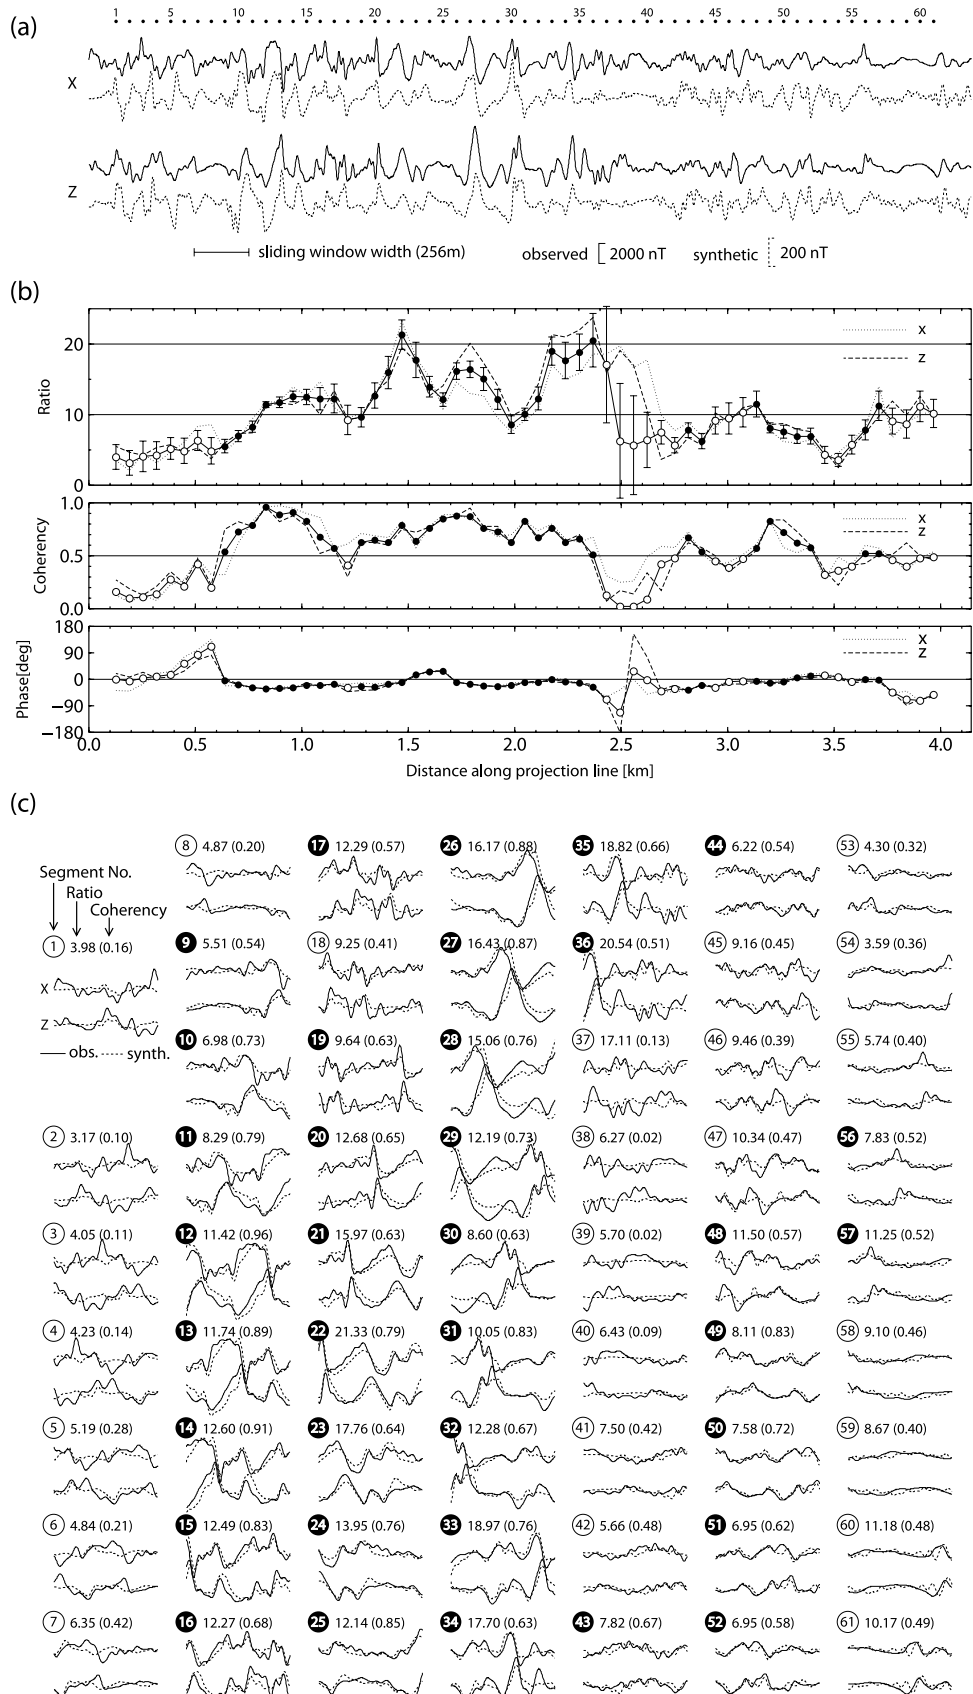 (a)
1 5 10 15 20 25 30 35 40 45 50 55 60
X
Z
sliding window width (256m) observed 2000 nT synthetic 200 nT
(b)
Ratio
20
10
0
x
z
Coherency
1.0
0.5
0.0
x
z
Phase[deg]
180
90
0
−90
−180
x
z
0.0 0.5 1.0 1.5 2.0 2.5 3.0 3.5 4.0
Distance along projection line [km]
(c)
Segment No.
Ratio
Coherency
1 3.98 (0.16)
X
Z
obs. synth.
2 3.17 (0.10)
3 4.05 (0.11)
4 4.23 (0.14)
5 5.19 (0.28)
6 4.84 (0.21)
7 6.35 (0.42)
8 4.87 (0.20)
9 5.51 (0.54)
10 6.98 (0.73)
11 8.29 (0.79)
12 11.42 (0.96)
13 11.74 (0.89)
14 12.60 (0.91)
15 12.49 (0.83)
16 12.27 (0.68)
17 12.29 (0.57)
18 9.25 (0.41)
19 9.64 (0.63)
20 12.68 (0.65)
21 15.97 (0.63)
22 21.33 (0.79)
23 17.76 (0.64)
24 13.95 (0.76)
25 12.14 (0.85)
26 16.17 (0.88)
27 16.43 (0.87)
28 15.06 (0.76)
29 12.19 (0.73)
30 8.60 (0.63)
31 10.05 (0.83)
32 12.28 (0.67)
33 18.97 (0.76)
34 17.70 (0.63)
35 18.82 (0.66)
36 20.54 (0.51)
37 17.11 (0.13)
38 6.27 (0.02)
39 5.70 (0.02)
40 6.43 (0.09)
41 7.50 (0.42)
42 5.66 (0.48)
43 7.82 (0.67)
44 6.22 (0.54)
45 9.16 (0.45)
46 9.46 (0.39)
47 10.34 (0.47)
48 11.50 (0.57)
49 8.11 (0.83)
50 7.58 (0.72)
51 6.95 (0.62)
52 6.95 (0.58)
53 4.30 (0.32)
54 3.59 (0.36)
55 5.74 (0.40)
56 7.83 (0.52)
57 11.25 (0.52)
58 9.10 (0.46)
59 8.67 (0.40)
60 11.18 (0.48)
61 10.17 (0.49)